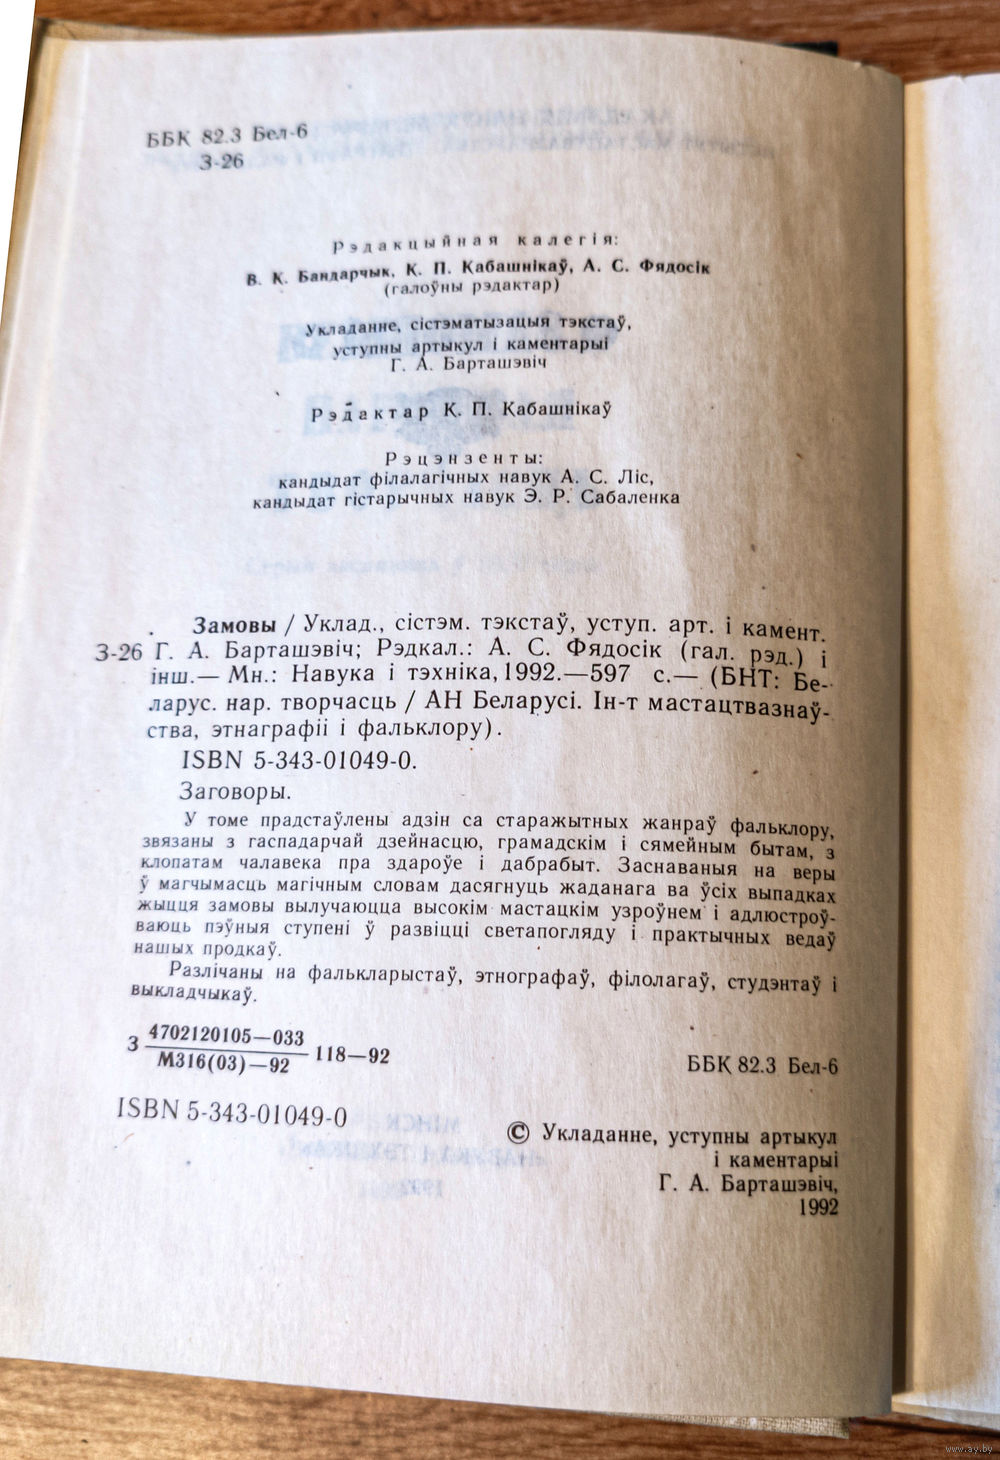 ББК 82.3 Бел-6
З-26
Рэдакцыйная калегія:
В. К. Бандарчык, К. П. Кабашнікаў, А. С. Фядосік
(галоўны рэдактар)
Укладанне, сістэматызацыя тэкстаў,
уступны артыкул і каментарыі
Г. А. Барташэвіч
Рэдактар К. П. Кабашнікаў
Рэцэнзенты:
кандыдат філалагічных навук А. С. Ліс,
кандыдат гістарычных навук Э. Р. Сабаленка
Замовы / Уклад., сістэм. тэкстаў, уступ. арт. і камент.
З-26 Г. А. Барташэвіч; Рэдкал.: А. С. Фядосік (гал. рэд.) і
інш.— Мн.: Навука і тэхніка, 1992.—597 с.— (БНТ: Бе-
ларус. нар. творчасць / АН Беларусі. Ін-т мастацтвазнаў-
ства, этнаграфіі і фальклору).
ISBN 5-343-01049-0.
Заговоры.
У томе прадстаўлены адзін са старажытных жанраў фальклору,
звязаны з гаспадарчай дзейнасцю, грамадскім і сямейным бытам, з
клопатам чалавека пра здароўе і дабрабыт. Заснаваныя на веры
ў магчымасць магічным словам дасягнуць жаданага ва ўсіх выпадках
жыцця замовы вылучаюцца высокім мастацкім узроўнем і адлюстроў-
ваюць пэўныя ступені ў развіцці светапогляду і практычных ведаў
нашых продкаў.
Разлічаны на фалькларыстаў, этнографаў, філолагаў, студэнтаў і
выкладчыкаў.
З 4702120105—033
М316(03)—92 118—92
ББК 82.3 Бел-6
ISBN 5-343-01049-0
© Укладанне, уступны артыкул
і каментарыі
Г. А. Барташэвіч,
1992
www.ay.by